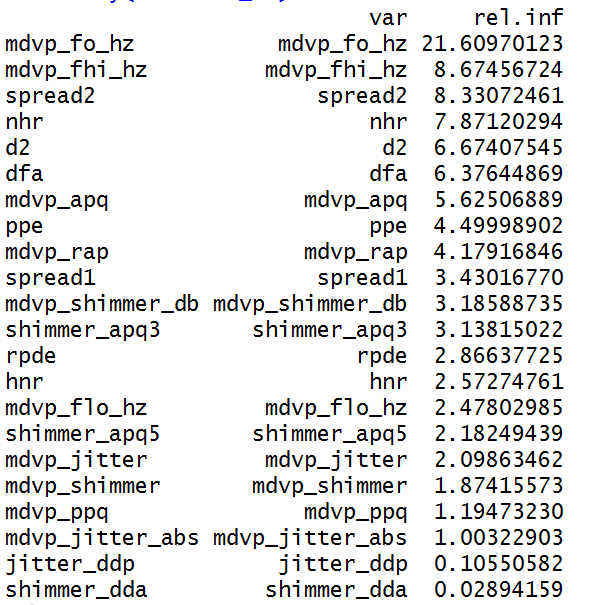 var rel.inf
mdvp_fo_hz mdvp_fo_hz 21.60970123
mdvp_fhi_hz mdvp_fhi_hz 8.67456724
spread2 spread2 8.33072461
nhr nhr 7.87120294
d2 d2 6.67407545
dfa dfa 6.37644869
mdvp_apq mdvp_apq 5.62506889
ppe ppe 4.49998902
mdvp_rap mdvp_rap 4.17916846
spread1 spread1 3.43016770
mdvp_shimmer_db mdvp_shimmer_db 3.18588735
shimmer_apq3 shimmer_apq3 3.13815022
rpde rpde 2.86637725
hnr hnr 2.57274761
mdvp_flo_hz mdvp_flo_hz 2.47802985
shimmer_apq5 shimmer_apq5 2.18249439
mdvp_jitter mdvp_jitter 2.09863462
mdvp_shimmer mdvp_shimmer 1.87415573
mdvp_ppq mdvp_ppq 1.19473230
mdvp_jitter_abs mdvp_jitter_abs 1.00322903
jitter_ddp jitter_ddp 0.10550582
shimmer_dda shimmer_dda 0.02894159